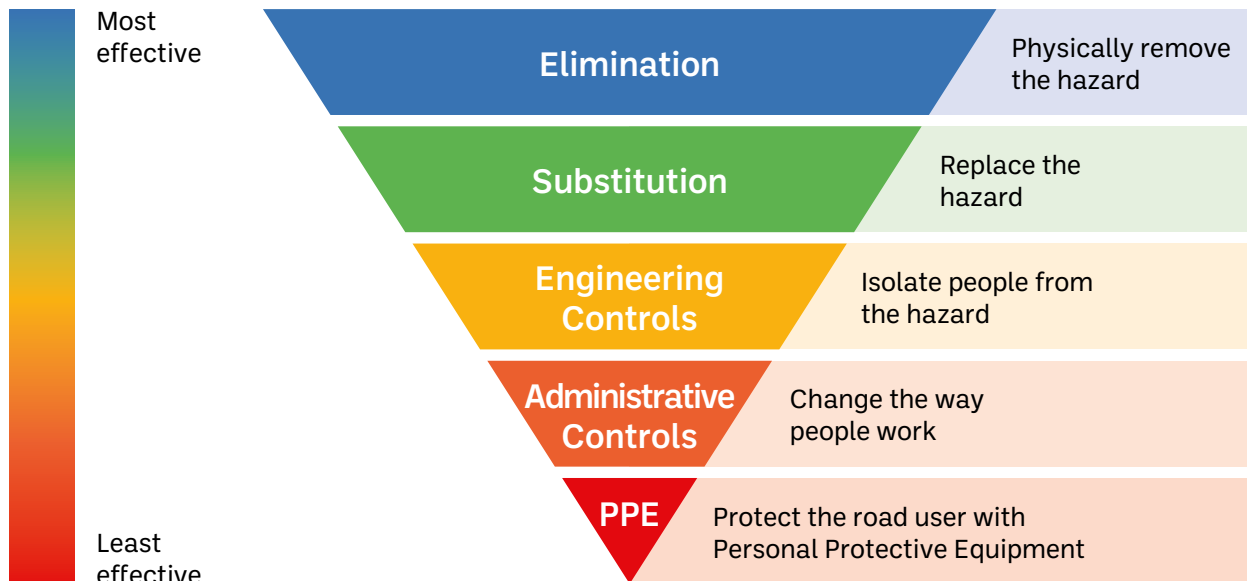 Most
effective
Elimination
Physically remove
the hazard
Substitution
Replace the
hazard
Engineering
Controls
Isolate people from
the hazard
Administrative
Controls
Change the way
people work
PPE
Protect the road user with
Personal Protective Equipment
Least
effective